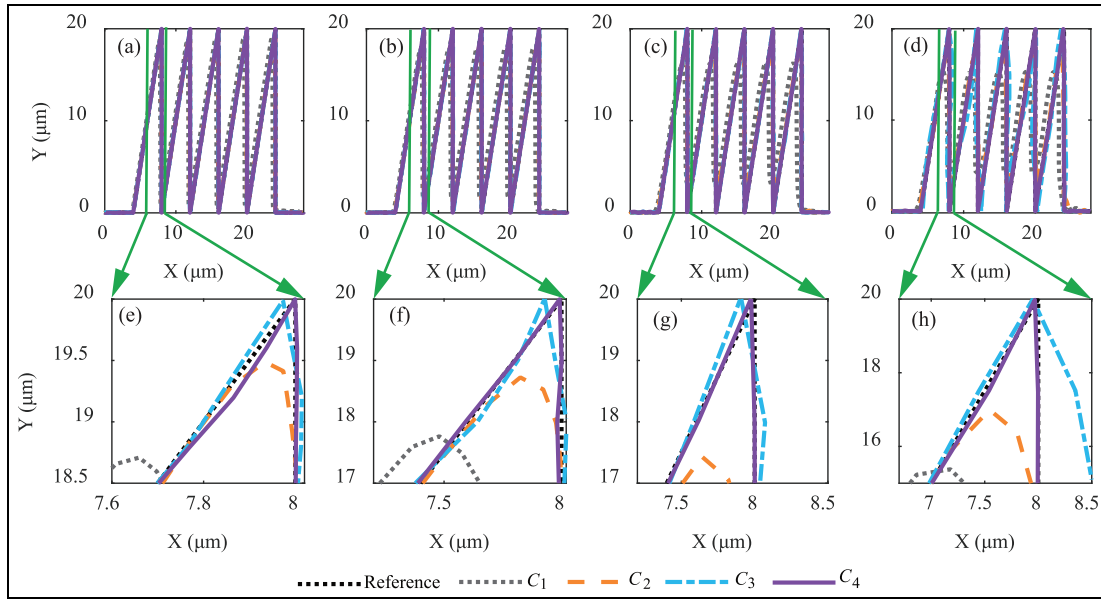 (a) (b) (c) (d)
20 20 20 20
10 10 10 10
0 0 0 0
Y (μm)
0 10 20 0 10 20 0 10 20 0 10 20
X (μm) X (μm) X (μm) X (μm)
(e) (f) (g) (h)
20 20 20 20
19.5 19 19 18
19 18 18 16
18.5 17 17
Y (μm)
7.6 7.8 8 7.5 8 7.5 8 8.5 7 7.5 8 8.5
X (μm) X (μm) X (μm) X (μm)
Reference C1 C2 C3 C4